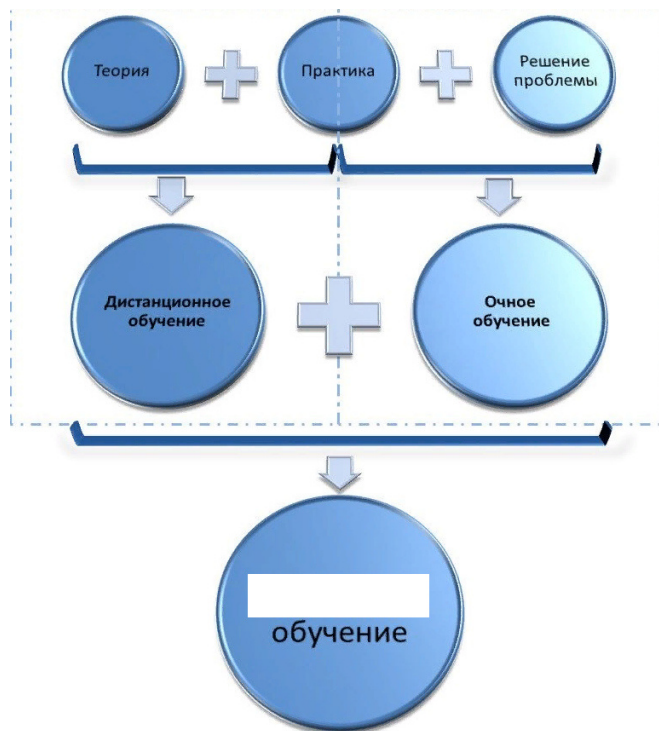 Теория
Практика
Решение
проблемы
Дистанционное
обучение
Очное
обучение
обучение